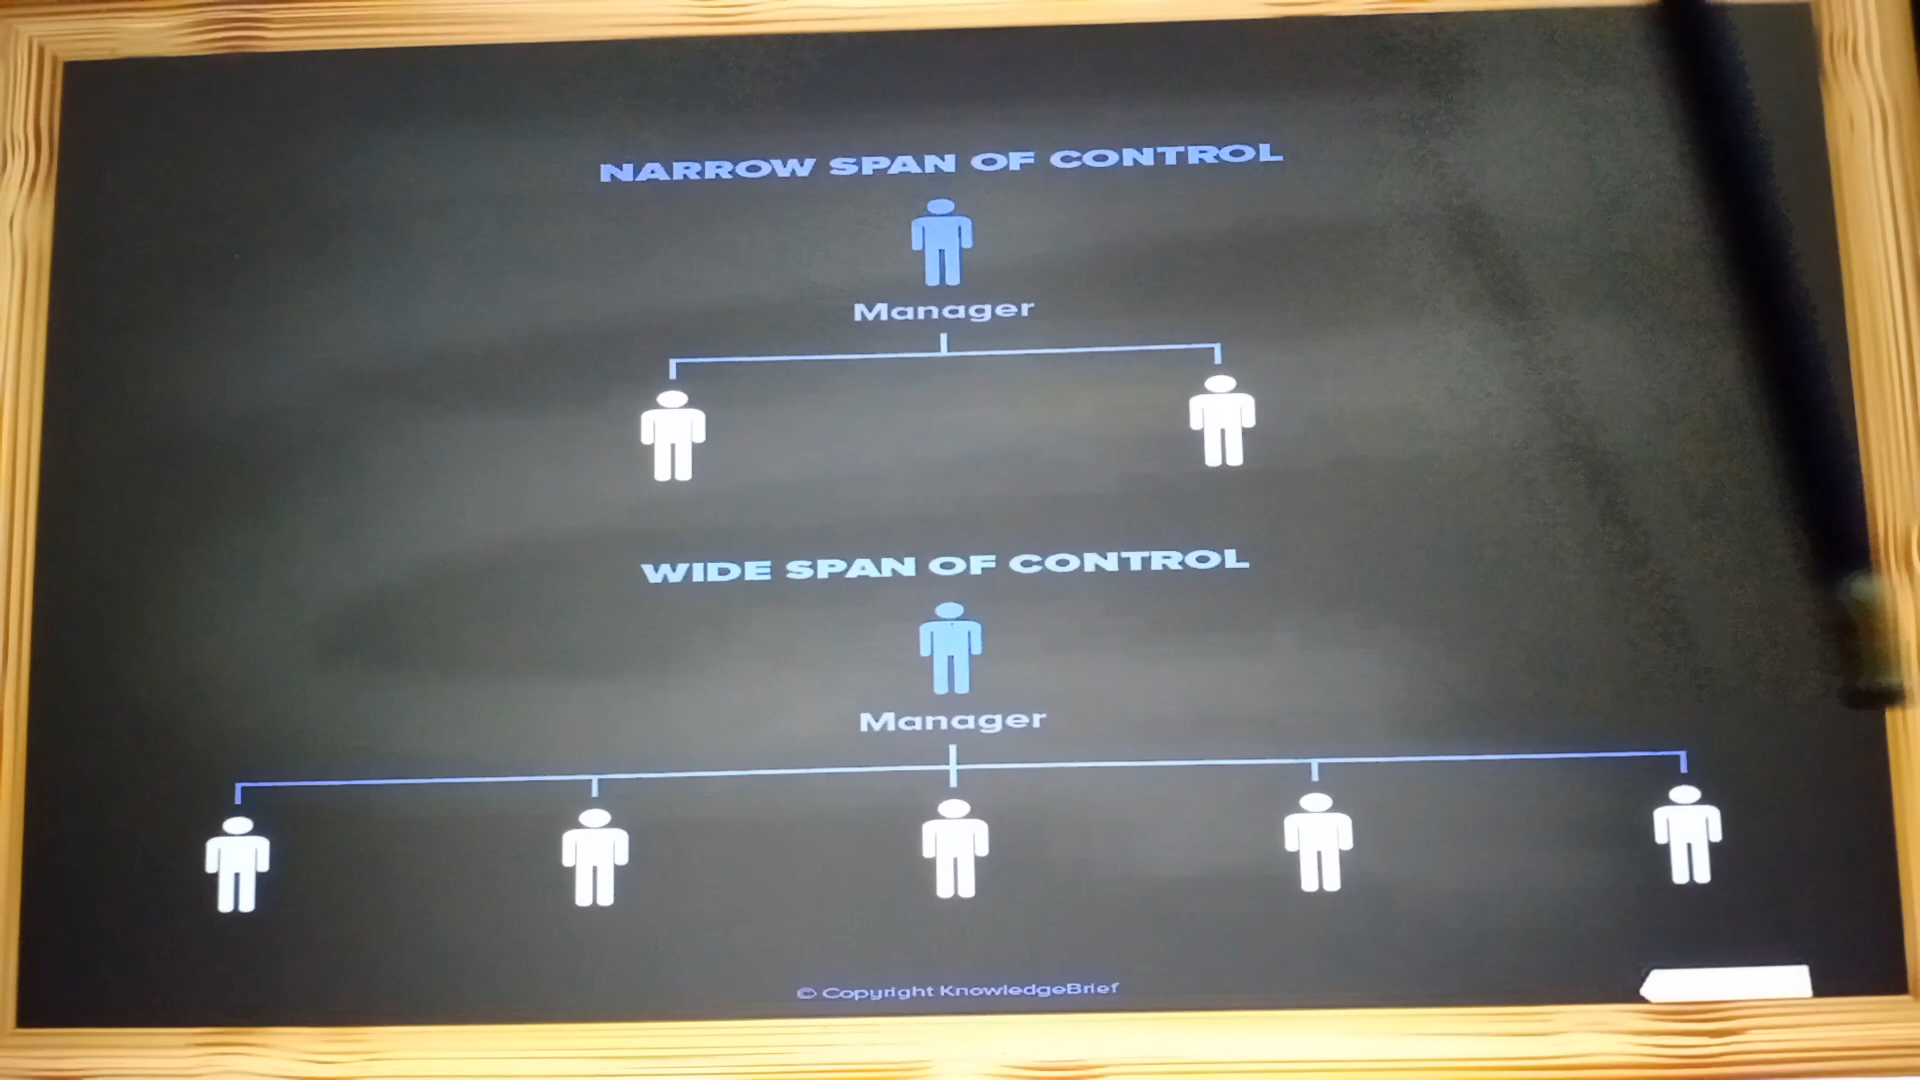 NARROW SPAN OF CONTROL
Manager
WIDE SPAN OF CONTROL
Manager
© Copyright KnowledgeBrief